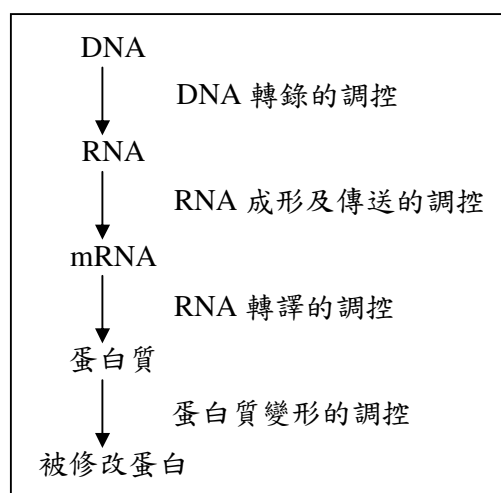 DNA
DNA 轉錄的調控
RNA
RNA 成形及傳送的調控
mRNA
RNA 轉譯的調控
蛋白質
蛋白質變形的調控
被修改蛋白